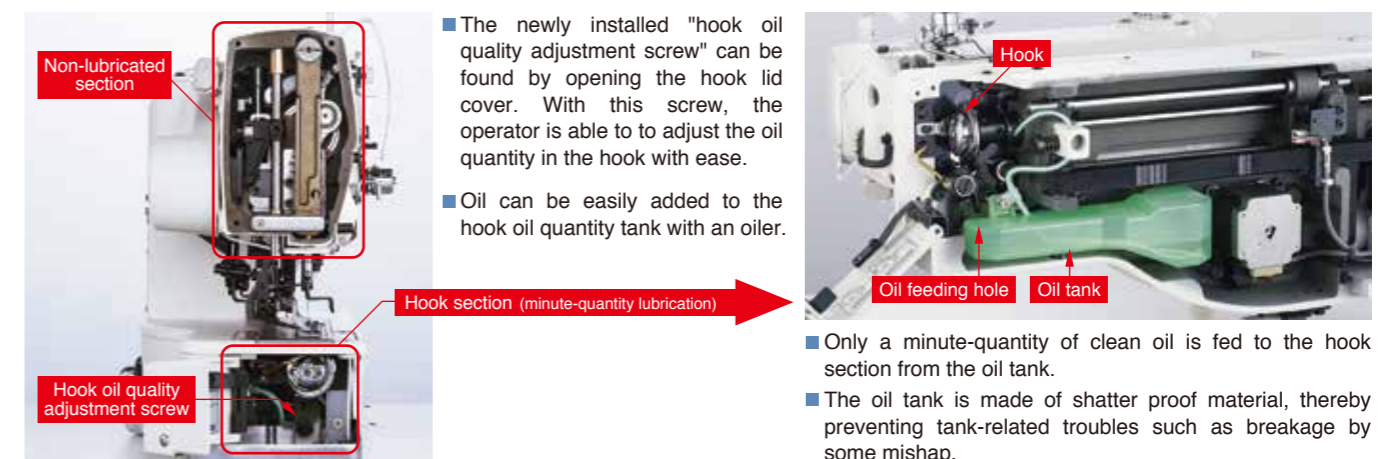 Non-lubricated
section
Hook oil quality
adjustment screw
The newly installed "hook oil
quality adjustment screw" can be
found by opening the hook lid
cover. With this screw, the
operator is able to to adjust the oil
quantity in the hook with ease.
Oil can be easily added to the
hook oil quantity tank with an oiler.
Hook section (minute-quantity lubrication)
Hook
Oil feeding hole
Oil tank
Only a minute-quantity of clean oil is fed to the hook
section from the oil tank.
The oil tank is made of shatter proof material, thereby
preventing tank-related troubles such as breakage by
some mishap.